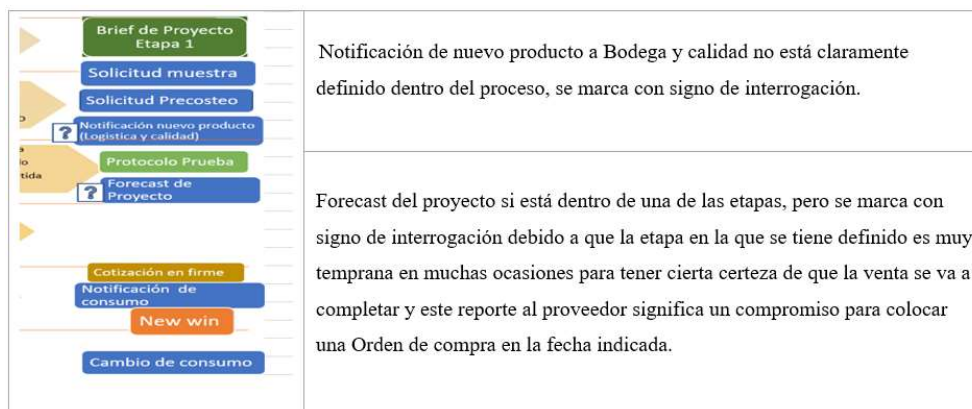 Brief de Proyecto
Etapa 1
Solicitud muestra
Solicitud Precosteo
? Notificación nuevo producto
(Logistica y calidad)
Protocolo Prueba
? Forecast de
Proyecto
tida
Cotización en firme
Notificación de
consumo
New win
Cambio de consumo
Notificación de nuevo producto a Bodega y calidad no está claramente
definido dentro del proceso, se marca con signo de interrogación.
Forecast del proyecto si está dentro de una de las etapas, pero se marca con
signo de interrogación debido a que la etapa en la que se tiene definido es muy
temprana en muchas ocasiones para tener cierta certeza de que la venta se va a
completar y este reporte al proveedor significa un compromiso para colocar
una Orden de compra en la fecha indicada.